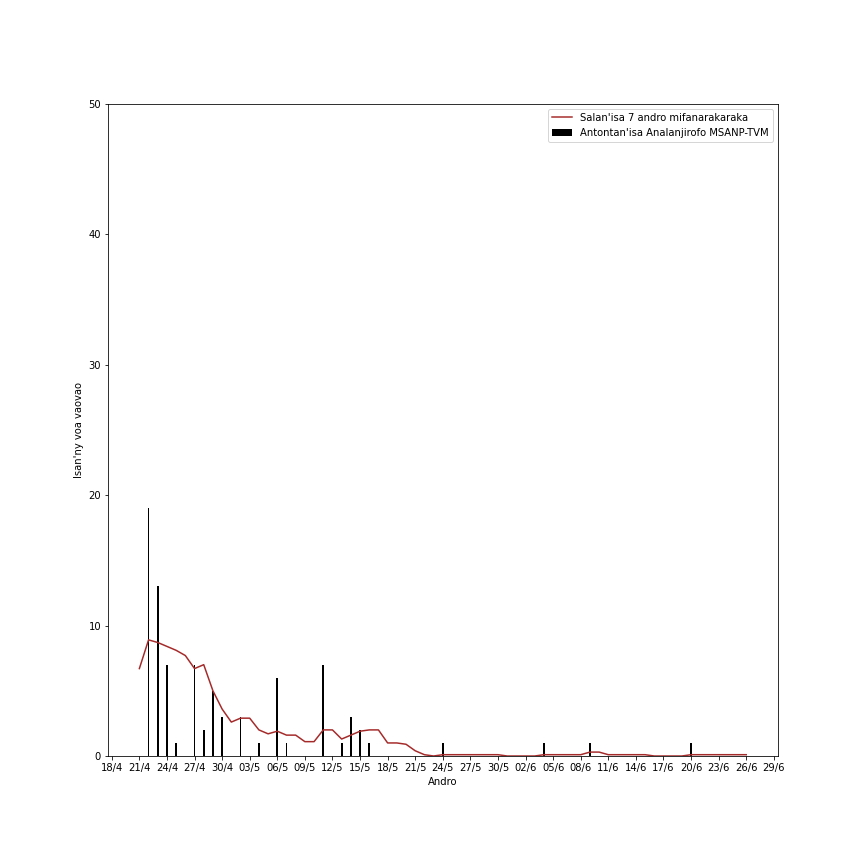 Salan'isa 7 andro mifanarakaraka
Antontan'isa Analanjirofo MSANP-TVM
50
40
30
20
10
0
Isan'ny voa vaovao
18/4 21/4 24/4 27/4 30/4 03/5 06/5 09/5 12/5 15/5 18/5 21/5 24/5 27/5 30/5 02/6 05/6 08/6 11/6 14/6 17/6 20/6 23/6 26/6 29/6
Andro